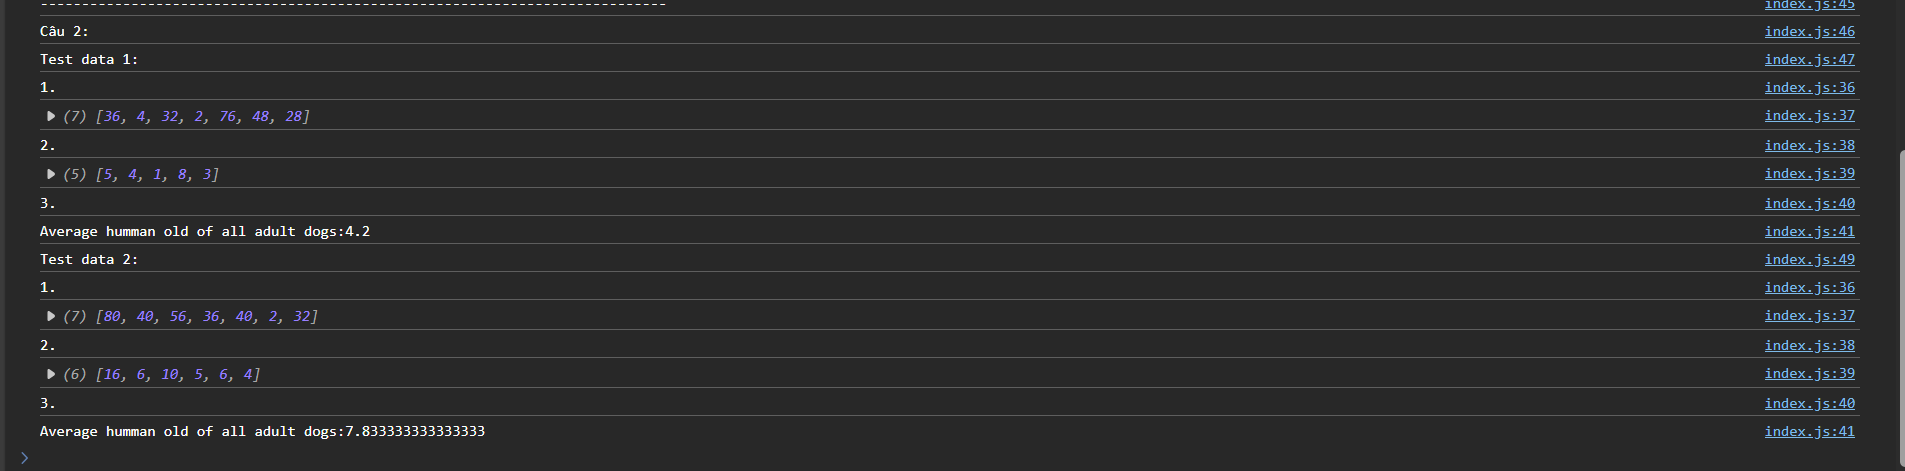 -------------------------------------------------------------------------------- index.js:45
Câu 2: index.js:46
Test data 1: index.js:47
1. index.js:36
▶ (7) [36, 4, 32, 2, 76, 48, 28] index.js:37
2. index.js:38
▶ (5) [5, 4, 1, 8, 3] index.js:39
3. index.js:40
Average humman old of all adult dogs:4.2 index.js:41
Test data 2: index.js:49
1. index.js:36
▶ (7) [80, 40, 56, 36, 40, 2, 32] index.js:37
2. index.js:38
▶ (6) [16, 6, 10, 5, 6, 4] index.js:39
3. index.js:40
Average humman old of all adult dogs:7.833333333333333 index.js:41
>